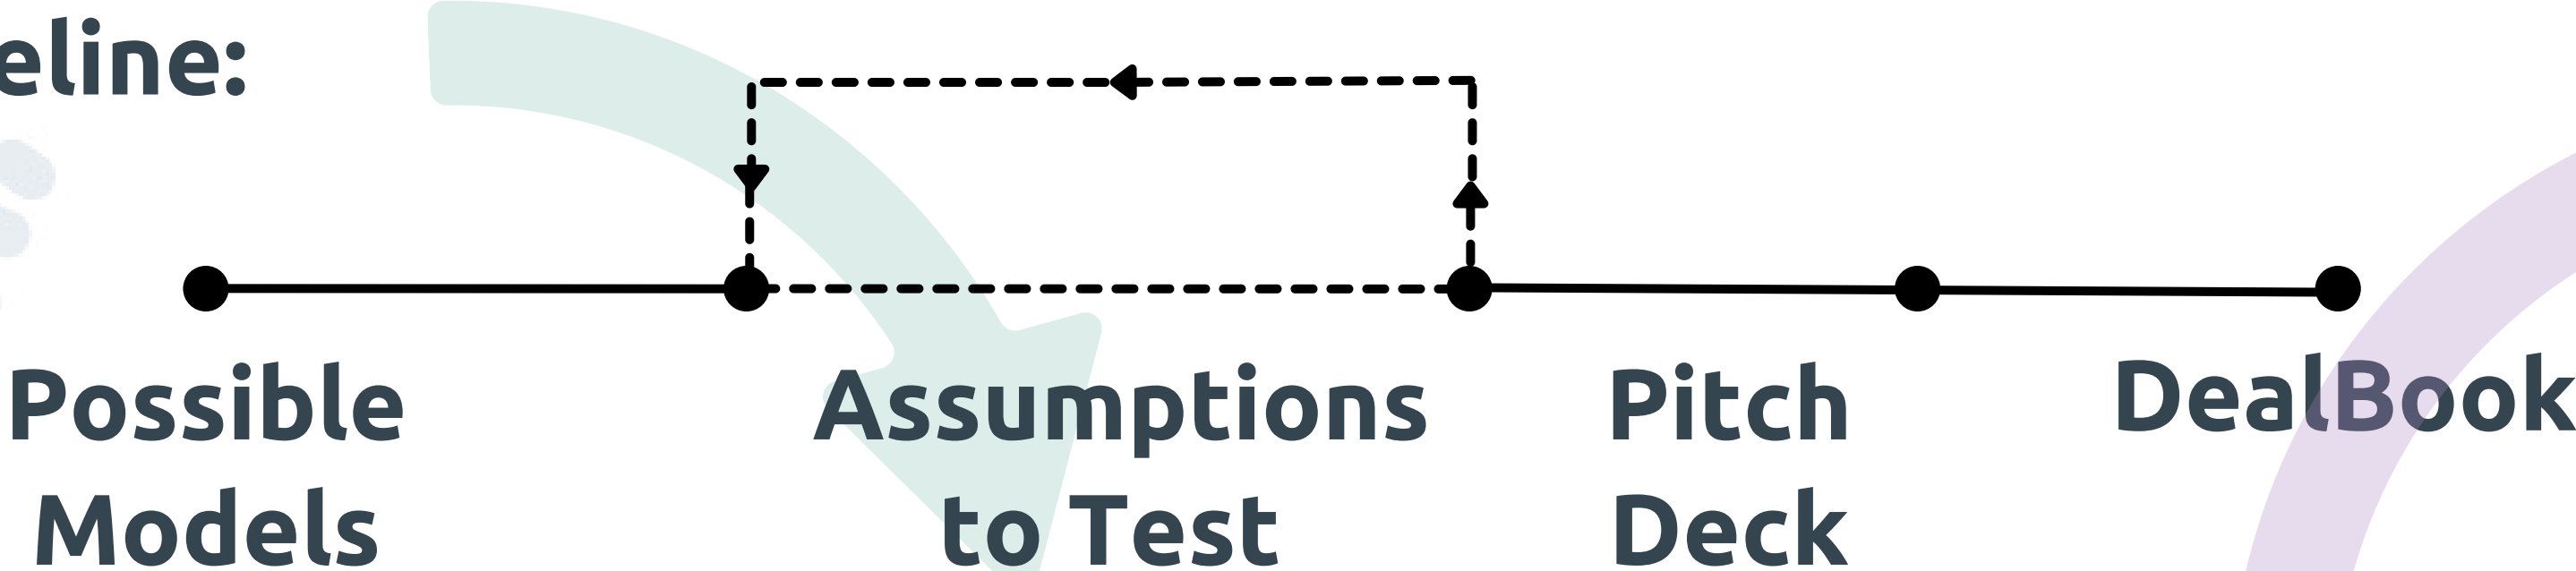 eline:
Possible
Models
Assumptions
to Test
Pitch
Deck
DealBook